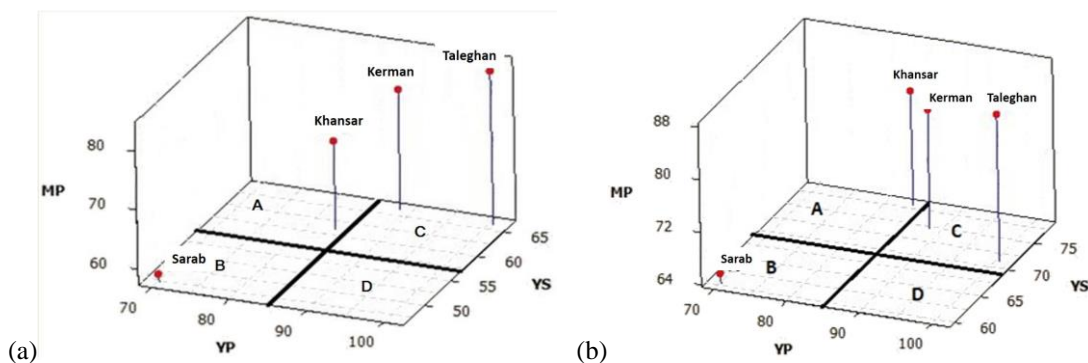 Taleghan
Kerman
Khansar
80
MP
70
60
A
C
B
D
Sarab
65
60
55
YS
50
70
80
90
100
YP
(a)
Khansar
Kerman
Taleghan
88
80
MP
72
64
A
C
B
D
Sarab
75
70
YS
65
60
70
80
90
100
YP
(b)